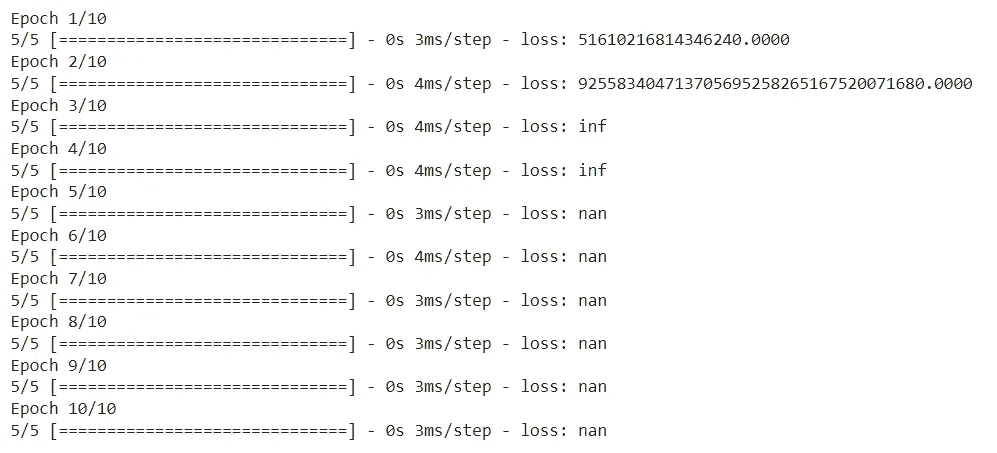 Epoch 1/10
5/5 [==============================] - 0s 3ms/step - loss: 51610216814346240.0000
Epoch 2/10
5/5 [==============================] - 0s 4ms/step - loss: 925583404713705695258265167520071680.0000
Epoch 3/10
5/5 [==============================] - 0s 4ms/step - loss: inf
Epoch 4/10
5/5 [==============================] - 0s 4ms/step - loss: inf
Epoch 5/10
5/5 [==============================] - 0s 3ms/step - loss: nan
Epoch 6/10
5/5 [==============================] - 0s 4ms/step - loss: nan
Epoch 7/10
5/5 [==============================] - 0s 3ms/step - loss: nan
Epoch 8/10
5/5 [==============================] - 0s 3ms/step - loss: nan
Epoch 9/10
5/5 [==============================] - 0s 3ms/step - loss: nan
Epoch 10/10
5/5 [==============================] - 0s 3ms/step - loss: nan